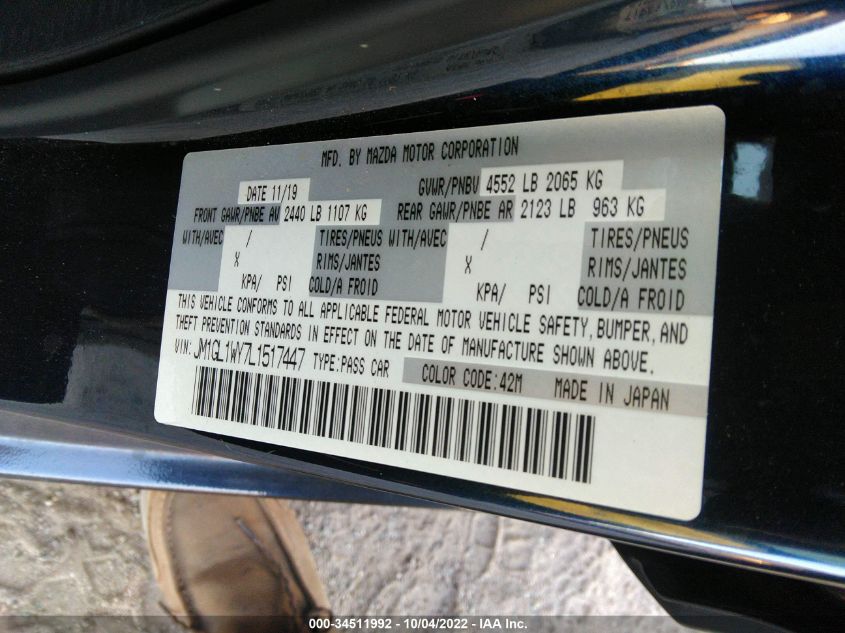 MFD. BY MAZDA MOTOR CORPORATION
DATE 11/19 GVWR/PNBV 4552 LB 2065 KG
FRONT GAWR/PNBE AV 2440 LB 1107 KG REAR GAWR/PNBE AR 2123 LB 963 KG
WITH/AVEC / TIRES/PNEUS WITH/AVEC / TIRES/PNEUS
X RIMS/JANTES X RIMS/JANTES
KPA/ PSI COLD/A FROID KPA/ PSI COLD/A FROID
THIS VEHICLE CONFORMS TO ALL APPLICABLE FEDERAL MOTOR VEHICLE SAFETY, BUMPER, AND
THEFT PREVENTION STANDARDS IN EFFECT ON THE DATE OF MANUFACTURE SHOWN ABOVE.
VIN: JM1GL1WY7L1517447 TYPE:PASS CAR COLOR CODE:42M MADE IN JAPAN
000-34511992 - 10/04/2022 - IAA Inc.